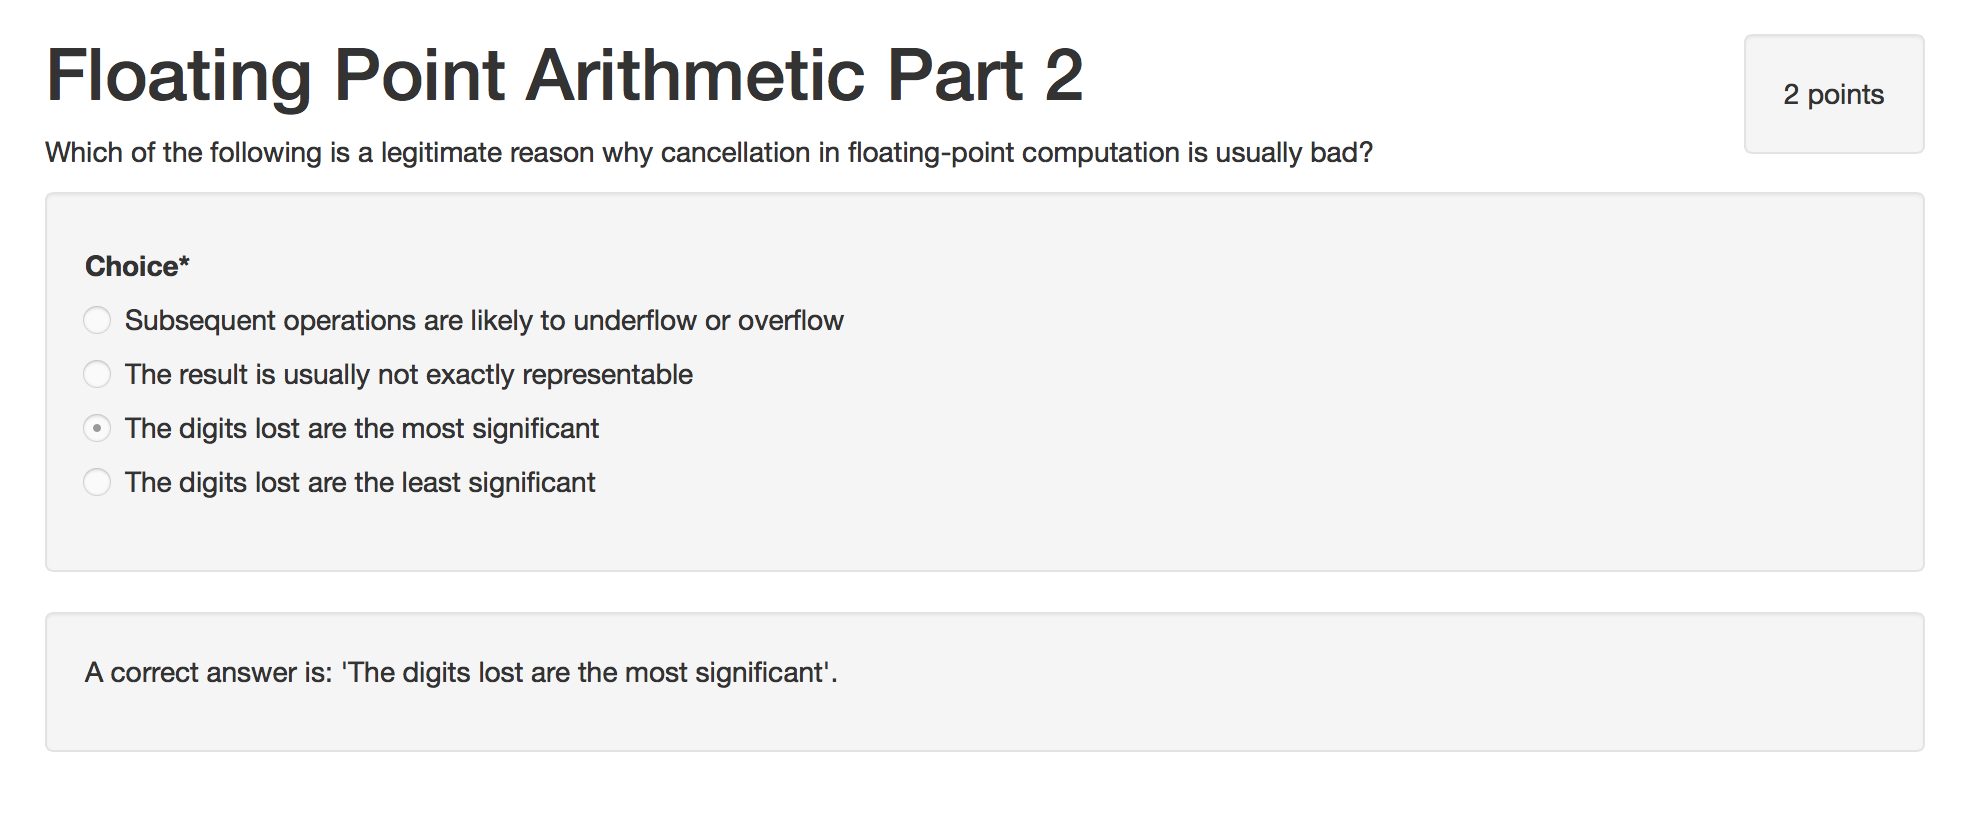 Floating Point Arithmetic Part 2
2 points
Which of the following is a legitimate reason why cancellation in floating-point computation is usually bad?
Choice*
Subsequent operations are likely to underflow or overflow
The result is usually not exactly representable
The digits lost are the most significant
The digits lost are the least significant
A correct answer is: 'The digits lost are the most significant'.